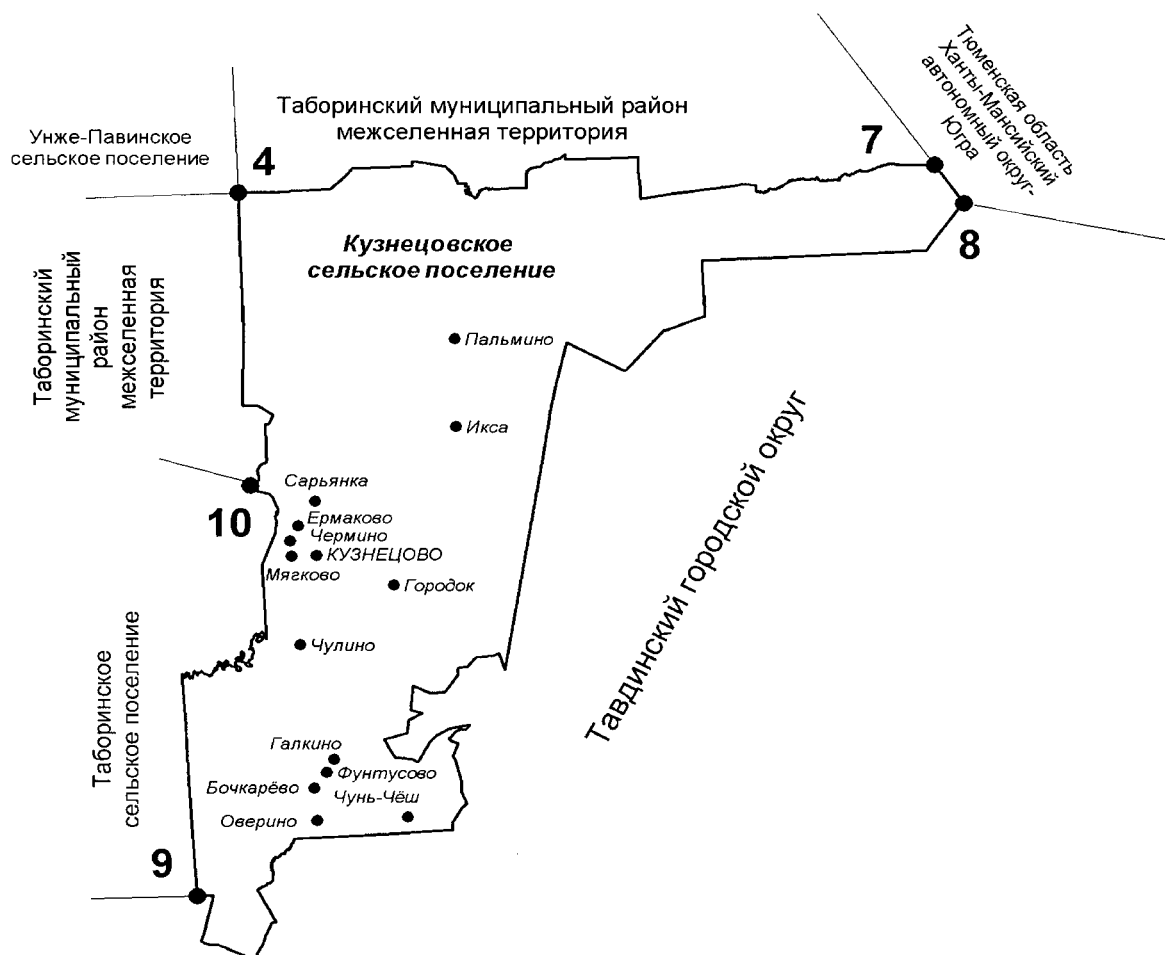 Таборинский муниципальный район
межселенная территория
Тюменская область
Ханты-Мансийский
автономный округ-
Югра
Унже-Павинское
сельское поселение
4
7
8
Кузнецовское
сельское поселение
Таборинский
муниципальный
район
межселенная
территория
Пальмино
Икса
Сарьянка
10
Ермаково
Чермино
КУЗНЕЦОВО
Мягково
Городок
Чулино
Таборинское
сельское поселение
Тавдинский городской округ
Галкино
Фунтусово
Бочкарёво
Чунь-Чёш
Оверино
9